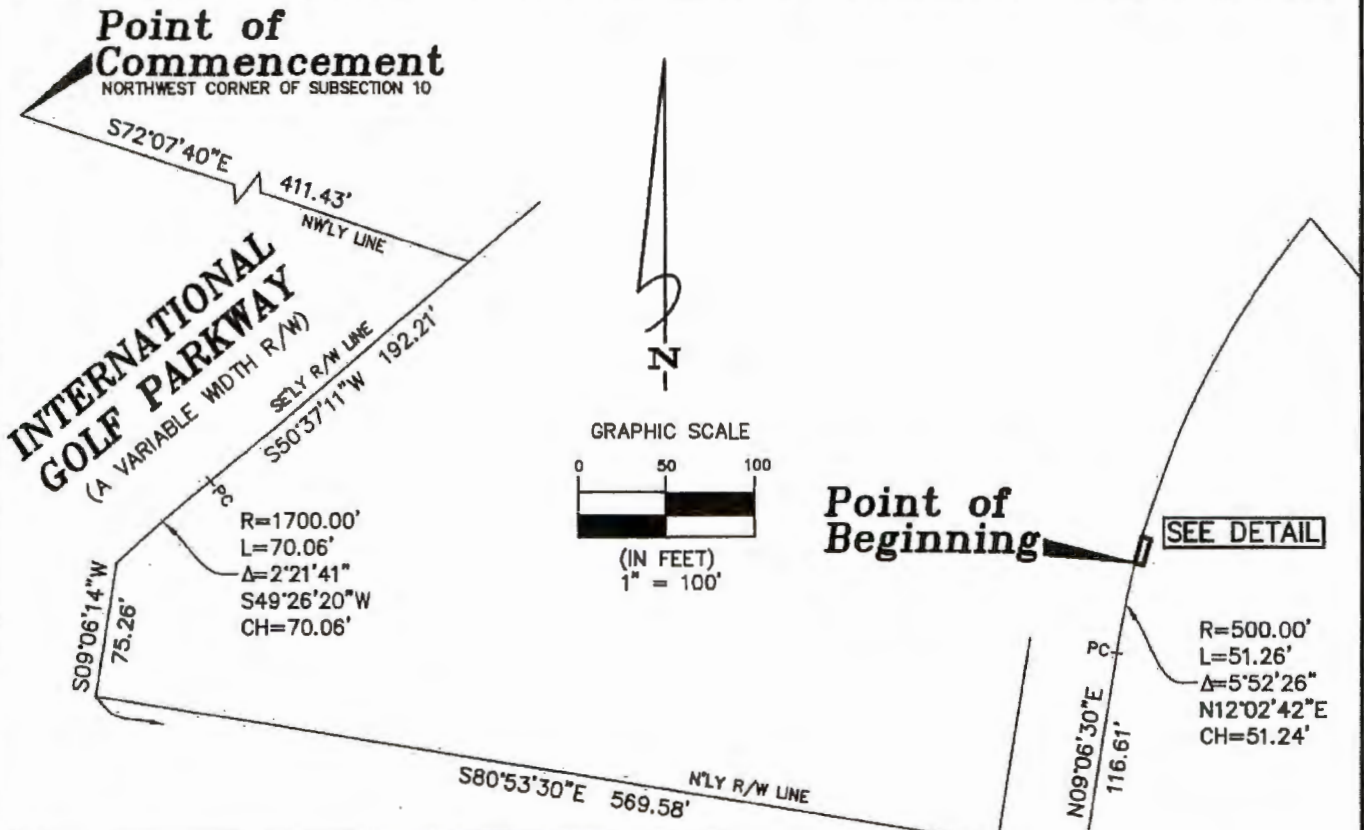 Point of
Commencement
NORTHWEST CORNER OF SUBSECTION 10
S72°07'40"E
411.43'
NW'LY LINE
INTERNATIONAL
GOLF PARKWAY
(A VARIABLE WIDTH R/W)
SE'LY R/W LINE
S50°37'11"W 192.21'
PC
R=1700.00'
L=70.06'
Δ=2°21'41"
S49°26'20"W
CH=70.06'
S09°06'14"W
75.26'
N
GRAPHIC SCALE
0 50 100
(IN FEET)
1" = 100'
Point of
Beginning
SEE DETAIL
PC
R=500.00'
L=51.26'
Δ=5°52'26"
N12°02'42"E
CH=51.24'
N09°06'30"E
116.61'
S80°53'30"E 569.58'
N'LY R/W LINE